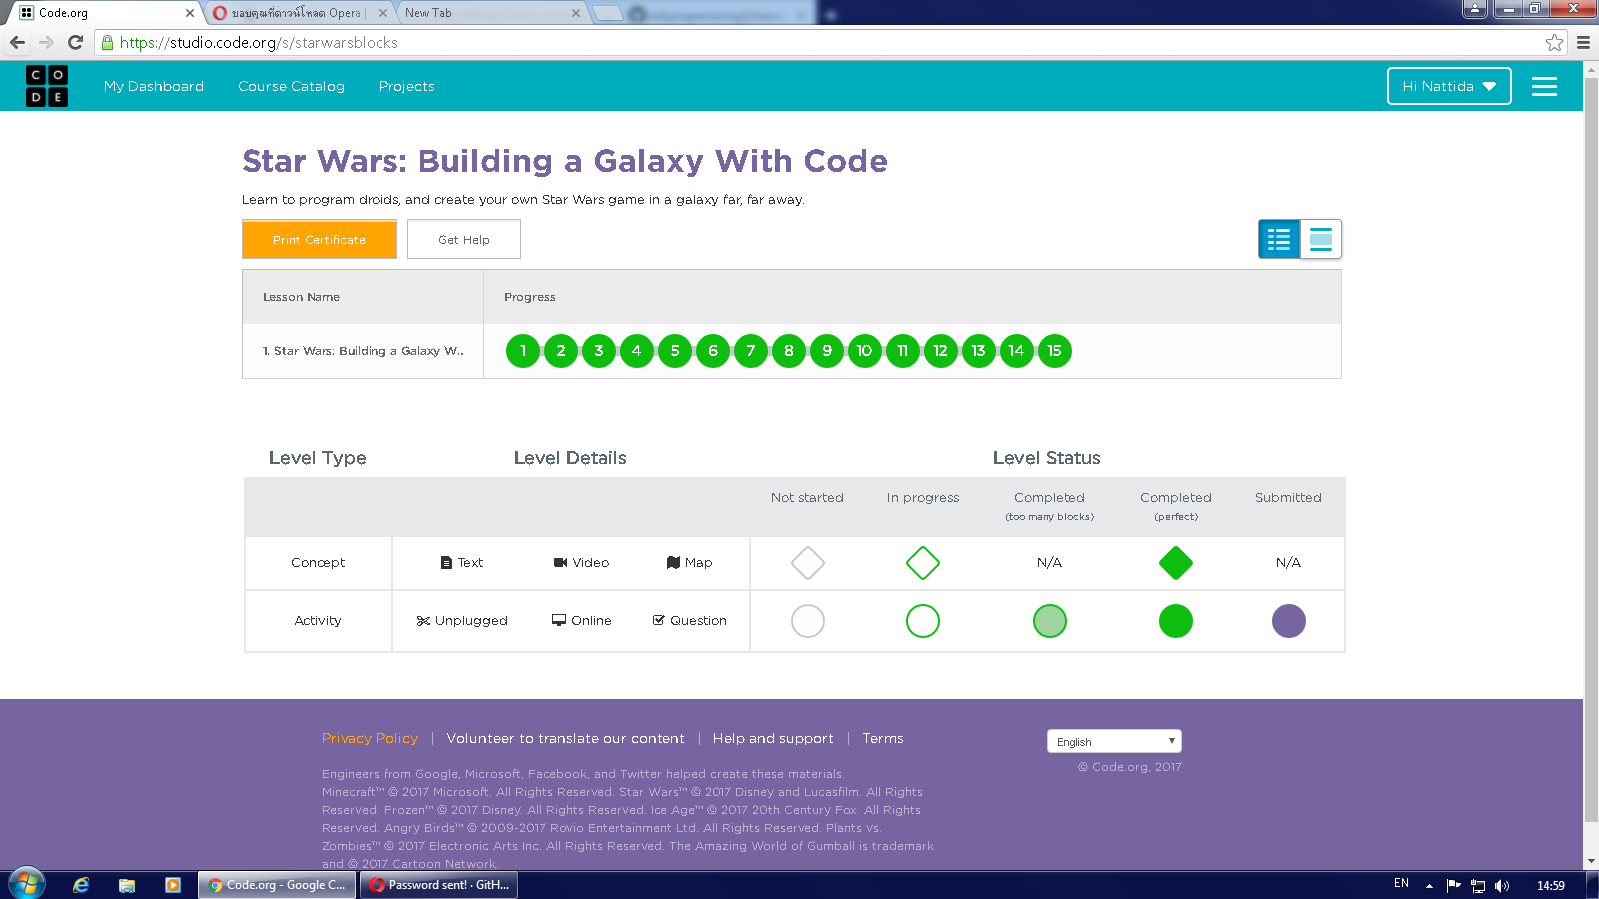 Code.org
ขอบคุณที่ดาวน์โหลด Opera |
New Tab
https://studio.code.org/s/starwarsblocks
C O
D E
My Dashboard
Course Catalog
Projects
Hi Nattida
Star Wars: Building a Galaxy With Code
Learn to program droids, and create your own Star Wars game in a galaxy far, far away.
Print Certificate
Get Help
Lesson Name
Progress
1. Star Wars: Building a Galaxy W..
1 2 3 4 5 6 7 8 9 10 11 12 13 14 15
Level Type
Level Details
Level Status
Not started
In progress
Completed
(too many blocks)
Completed
(perfect)
Submitted
Concept
Text
Video
Map
N/A
N/A
Activity
Unplugged
Online
Question
Privacy Policy | Volunteer to translate our content | Help and support | Terms
English
© Code.org, 2017
Engineers from Google, Microsoft, Facebook, and Twitter helped create these materials.
Minecraft™ © 2017 Microsoft. All Rights Reserved. Star Wars™ © 2017 Disney and Lucasfilm. All Rights
Reserved. Frozen™ © 2017 Disney. All Rights Reserved. Ice Age™ © 2017 20th Century Fox. All Rights
Reserved. Angry Birds™ © 2009-2017 Rovio Entertainment Ltd. All Rights Reserved. Plants vs.
Zombies™ © 2017 Electronic Arts Inc. All Rights Reserved. The Amazing World of Gumball is trademark
and © 2017 Cartoon Network.
Code.org - Google C...
Password sent! · GitH...
EN
14:59